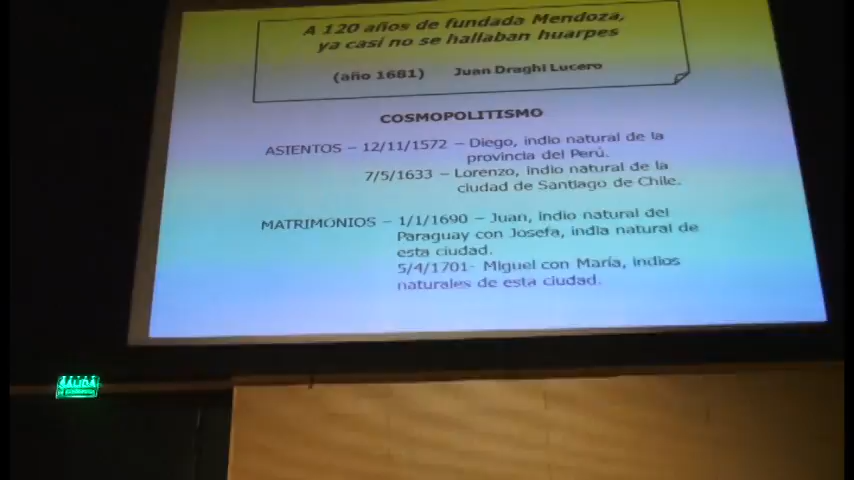 A 120 años de fundada Mendoza,
ya casi no se hallaban huarpes
(año 1681) Juan Draghi Lucero
COSMOPOLITISMO
ASIENTOS – 12/11/1572 – Diego, indio natural de la
provincia del Perú.
7/5/1633 – Lorenzo, indio natural de la
ciudad de Santiago de Chile.
MATRIMONIOS – 1/1/1690 – Juan, indio natural del
Paraguay con Josefa, india natural de
esta ciudad.
5/4/1701- Miguel con María, indios
naturales de esta ciudad.
SALIDA